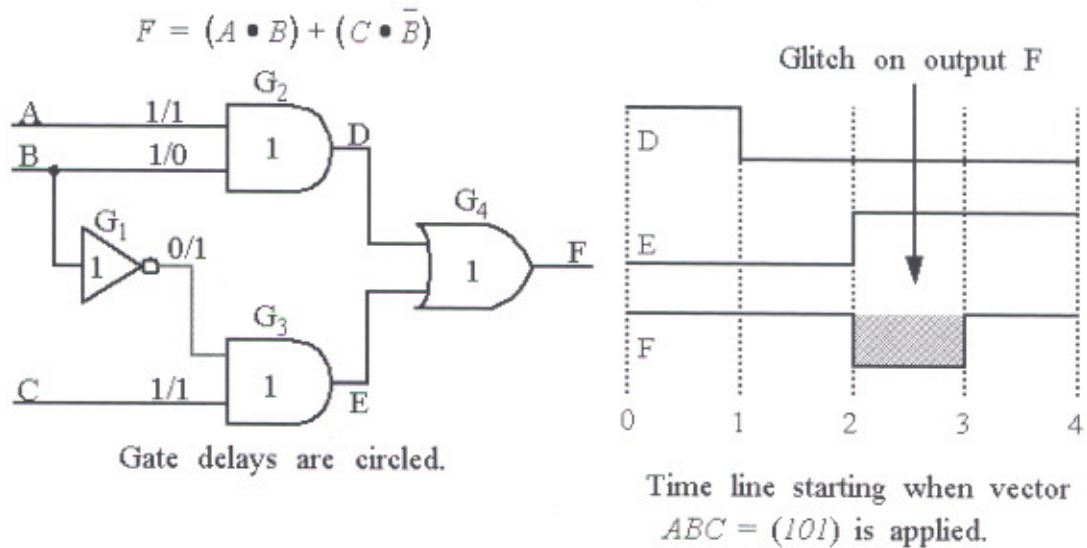 F = (A • B) + (C • B̄)
Glitch on output F
G₂
A 1/1
B 1/0
1
D
G₁
1
0/1
G₄
1
F
G₃
1
C 1/1
E
Gate delays are circled.
D
E
F
0 1 2 3 4
Time line starting when vector
ABC = (101) is applied.